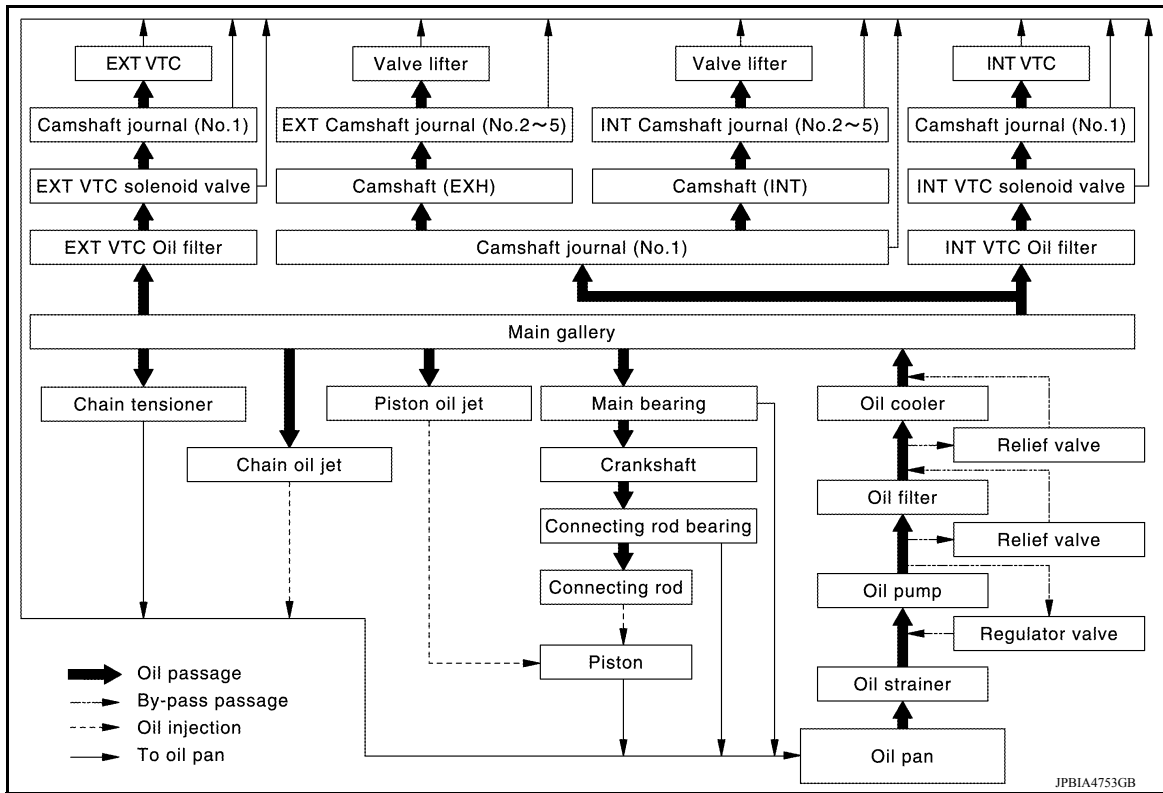 EXT VTC
Valve lifter
Valve lifter
INT VTC
Camshaft journal (No.1)
EXT Camshaft journal (No.2～5)
INT Camshaft journal (No.2～5)
Camshaft journal (No.1)
EXT VTC solenoid valve
Camshaft (EXH)
Camshaft (INT)
INT VTC solenoid valve
EXT VTC Oil filter
Camshaft journal (No.1)
INT VTC Oil filter
Main gallery
Chain tensioner
Piston oil jet
Main bearing
Oil cooler
Relief valve
Chain oil jet
Crankshaft
Oil filter
Connecting rod bearing
Relief valve
Connecting rod
Oil pump
Regulator valve
Piston
Oil strainer
Oil passage
By-pass passage
Oil injection
To oil pan
Oil pan
JPBIA4753GB